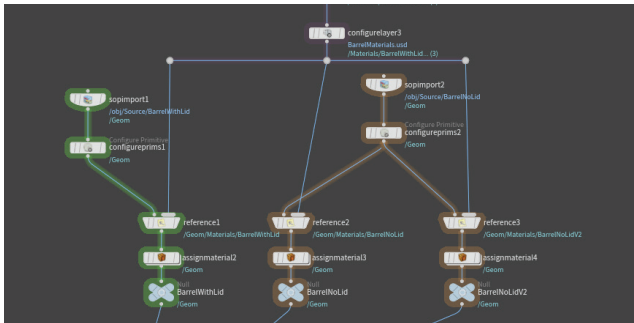 configurelayer3
BarrelMaterials.usd
/Materials/BarrelWithLid... (3)
sopimport1
/obj/Source/BarrelWithLid
/Geom
Configure Primitive
configureprims1
/Geom
sopimport2
/obj/Source/BarrelNoLid
/Geom
Configure Primitive
configureprims2
/Geom
reference1
/Geom/Materials/BarrelWithLid
reference2
/Geom/Materials/BarrelNoLid
reference3
/Geom/Materials/BarrelNoLidV2
assignmaterial2
/Geom
assignmaterial3
/Geom
assignmaterial4
/Geom
Null
BarrelWithLid
/Geom
Null
BarrelNoLid
/Geom
Null
BarrelNoLidV2
/Geom